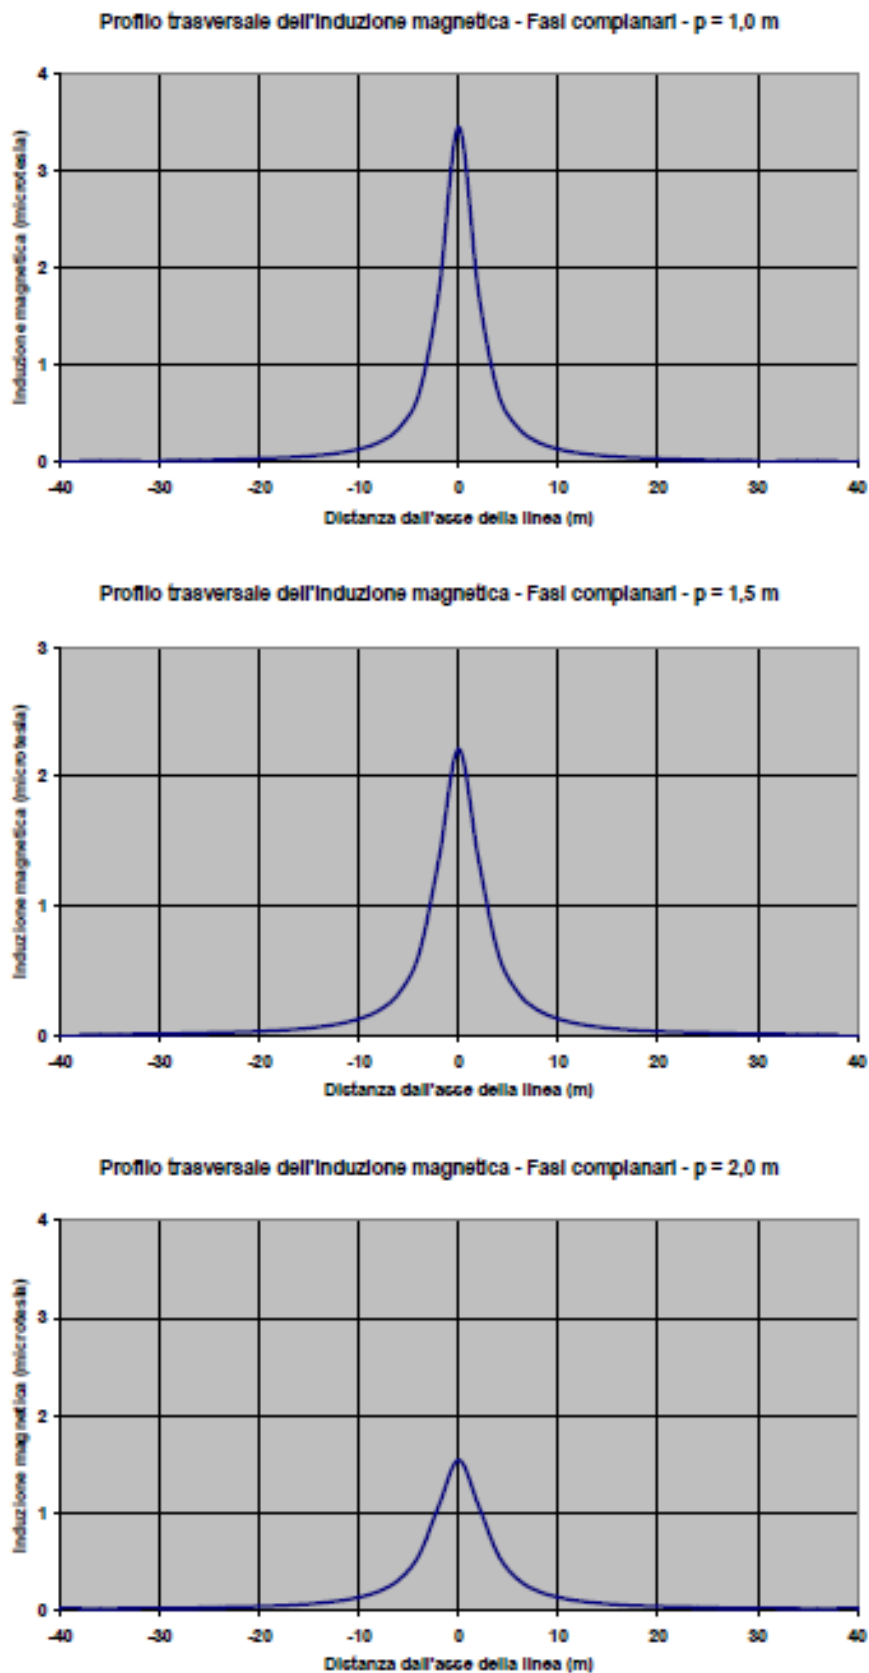 Profilo trasversale dell'induzione magnetica - Fasi complanari - p = 1,0 m
4
3
2
1
0
Induzione magnetica (microtesla)
-40 -30 -20 -10 0 10 20 30 40
Distanza dall'asse della linea (m)
Profilo trasversale dell'induzione magnetica - Fasi complanari - p = 1,5 m
3
2
1
0
Induzione magnetica (microtesla)
-40 -30 -20 -10 0 10 20 30 40
Distanza dall'asse della linea (m)
Profilo trasversale dell'induzione magnetica - Fasi complanari - p = 2,0 m
4
3
2
1
0
Induzione magnetica (microtesla)
-40 -30 -20 -10 0 10 20 30 40
Distanza dall'asse della linea (m)